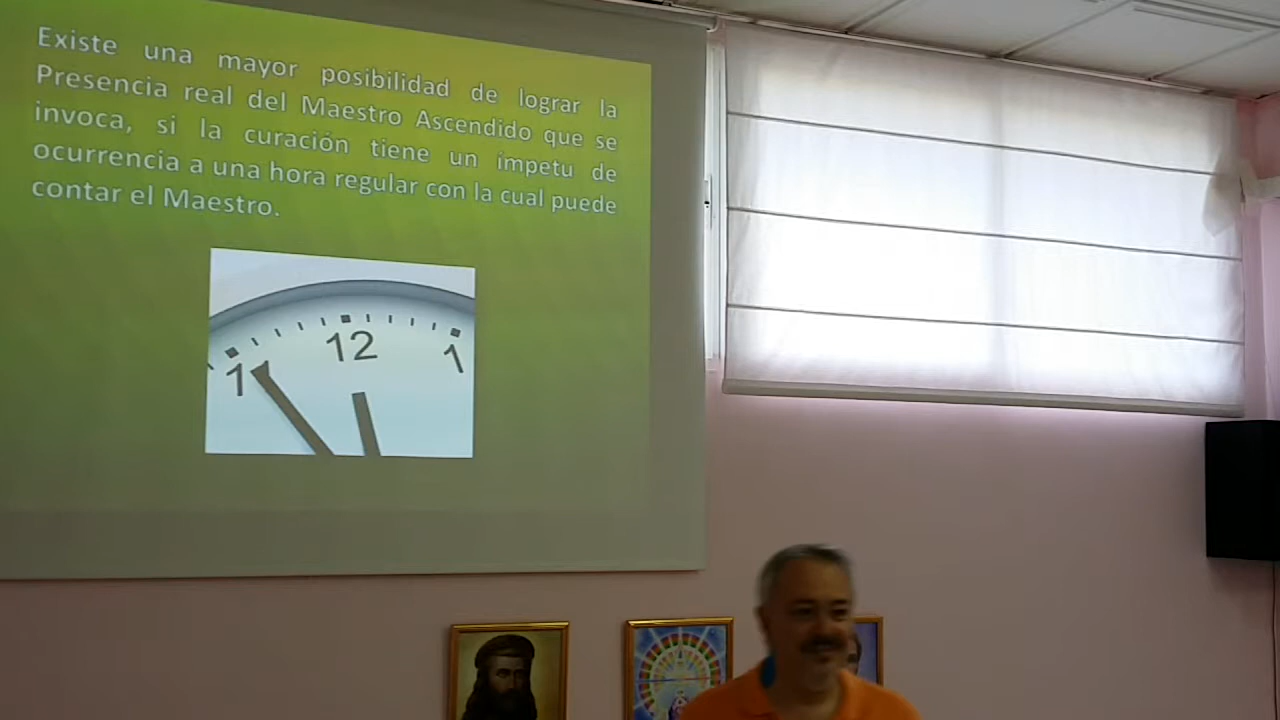 Existe una mayor posibilidad de lograr la
Presencia real del Maestro Ascendido que se
invoca, si la curación tiene un ímpetu de
ocurrencia a una hora regular con la cual puede
contar el Maestro.
12
1
1